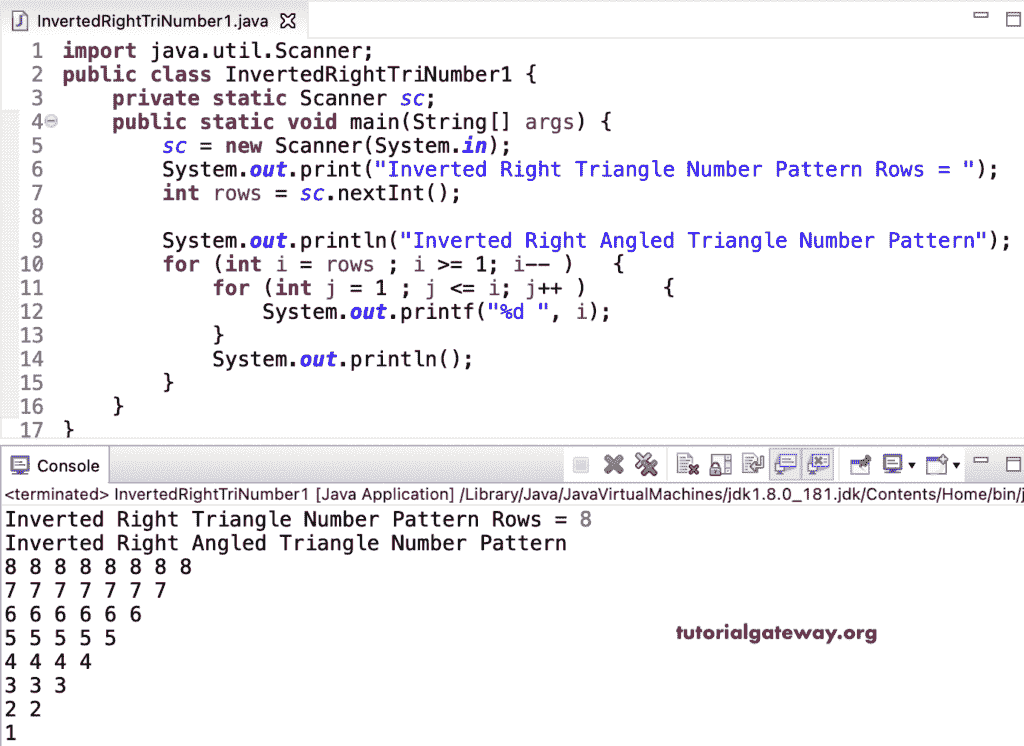 InvertedRightTriNumber1.java
1 import java.util.Scanner;
2 public class InvertedRightTriNumber1 {
3     private static Scanner sc;
4     public static void main(String[] args) {
5         sc = new Scanner(System.in);
6         System.out.print("Inverted Right Triangle Number Pattern Rows = ");
7         int rows = sc.nextInt();
8
9         System.out.println("Inverted Right Angled Triangle Number Pattern");
10         for (int i = rows ; i >= 1; i-- )   {
11             for (int j = 1 ; j <= i; j++ )      {
12                 System.out.printf("%d ", i);
13             }
14             System.out.println();
15         }
16     }
17 }
Console
<terminated> InvertedRightTriNumber1 [Java Application] /Library/Java/JavaVirtualMachines/jdk1.8.0_181.jdk/Contents/Home/bin/j
Inverted Right Triangle Number Pattern Rows = 8
Inverted Right Angled Triangle Number Pattern
8 8 8 8 8 8 8 8
7 7 7 7 7 7 7
6 6 6 6 6 6
5 5 5 5 5
tutorialgateway.org
4 4 4 4
3 3 3
2 2
1